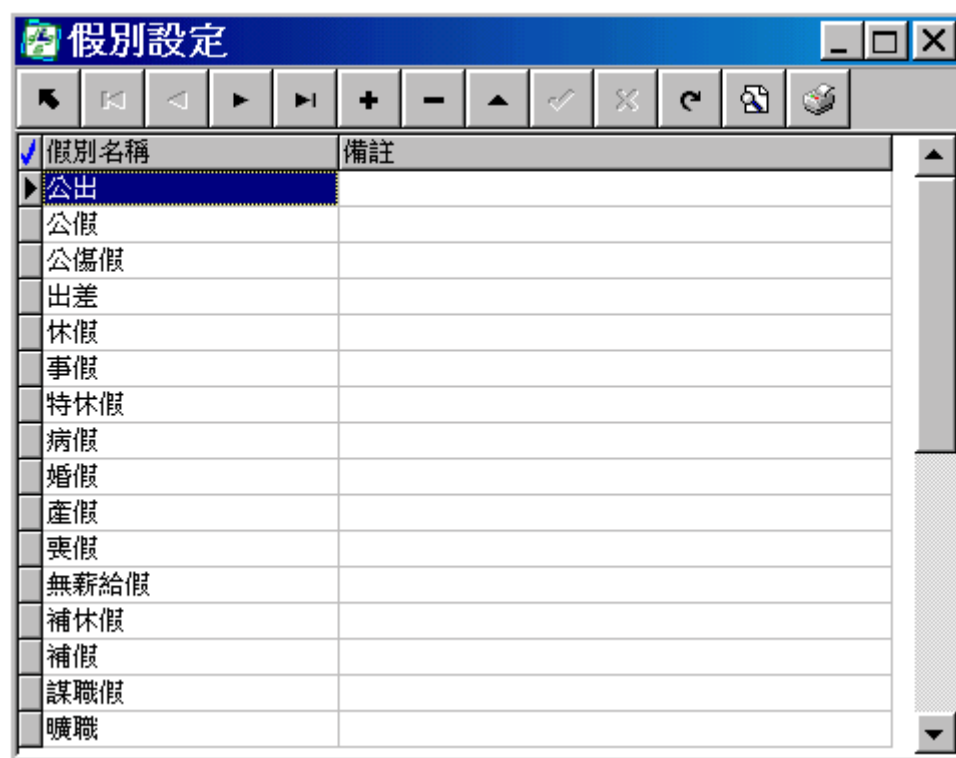 假別設定
假別名稱 備註
公出
公假
公傷假
出差
休假
事假
特休假
病假
婚假
產假
喪假
無薪給假
補休假
補假
謀職假
曠職